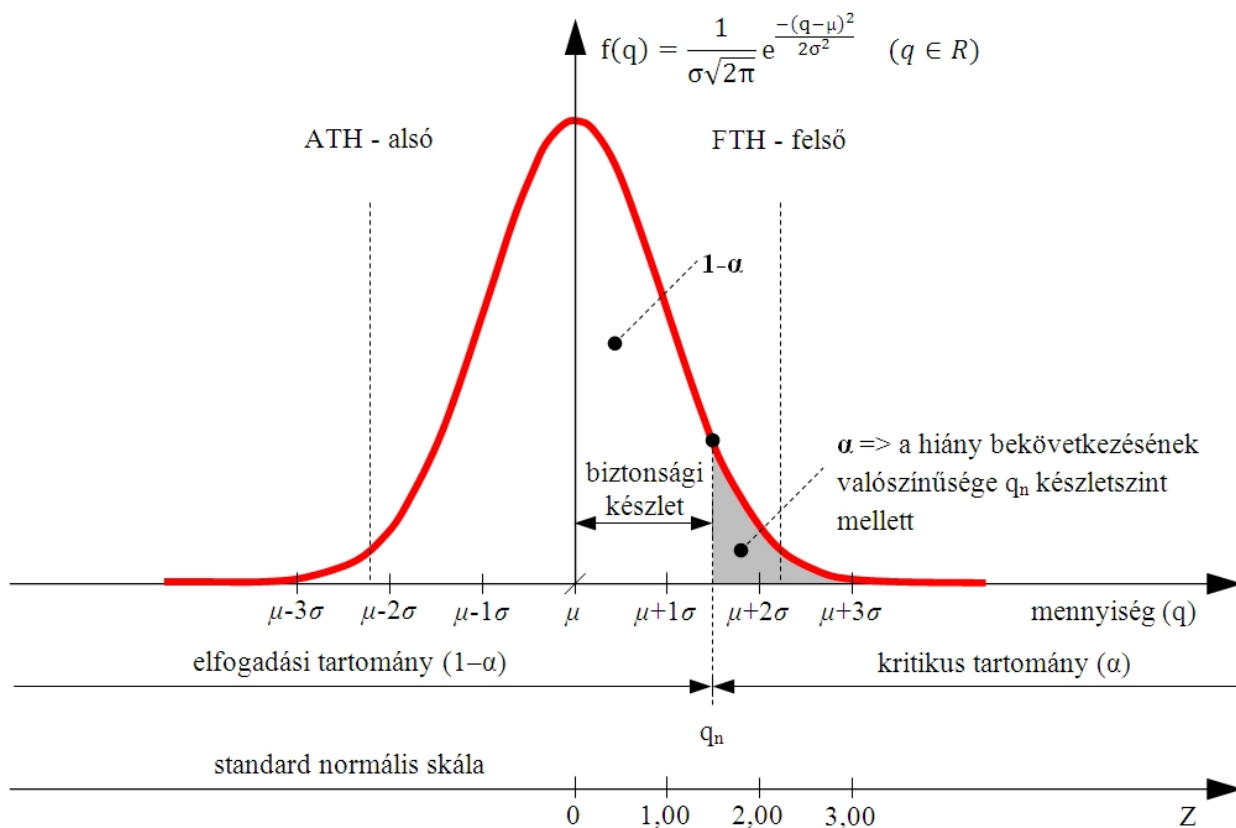 f(q) = 1/(σ√2π) e^(-(q-μ)²/2σ²) (q ∈ R)
ATH - alsó
FTH - felső
1-α
α => a hiány bekövetkezésének
valószínűsége qₙ készletszint
mellett
biztonsági
készlet
μ-3σ μ-2σ μ-1σ μ μ+1σ μ+2σ μ+3σ mennyiség (q)
elfogadási tartomány (1–α) kritikus tartomány (α)
qₙ
standard normális skála
0 1,00 2,00 3,00 Z